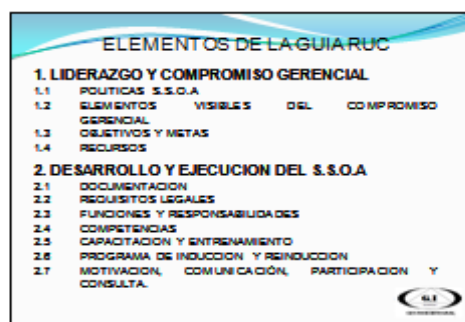 ELEMENTOS DE LA GUIA RUC
1. LIDERAZGO Y COMPROMISO GERENCIAL
1.1 POLITICAS S.S.O.A
1.2 ELEMENTOS VISIBLES DEL COMPROMISO
GERENCIAL
1.3 OBJETIVOS Y METAS
1.4 RECURSOS
2. DESARROLLO Y EJECUCION DEL S.S.O.A
2.1 DOCUMENTACION
2.2 REQUISITOS LEGALES
2.3 FUNCIONES Y RESPONSABILIDADES
2.4 COMPETENCIAS
2.5 CAPACITACION Y ENTRENAMIENTO
2.6 PROGRAMA DE INDUCCION Y REINDUCCION
2.7 MOTIVACION, COMUNICACIÓN, PARTICIPACION Y
CONSULTA.